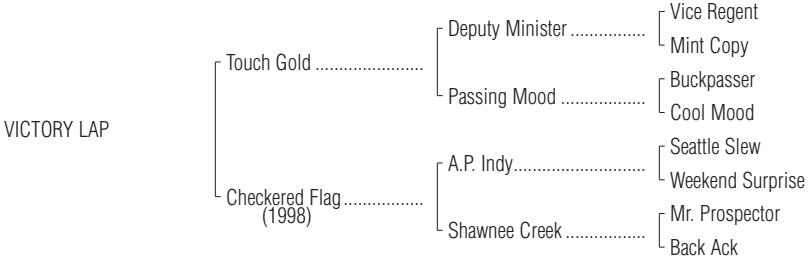 Vice Regent
Deputy Minister ................
Mint Copy
Touch Gold .......................
Buckpasser
Passing Mood ..................
Cool Mood
VICTORY LAP
Seattle Slew
A.P. Indy............................
Weekend Surprise
Checkered Flag .................
(1998)
Mr. Prospector
Shawnee Creek .................
Back Ack